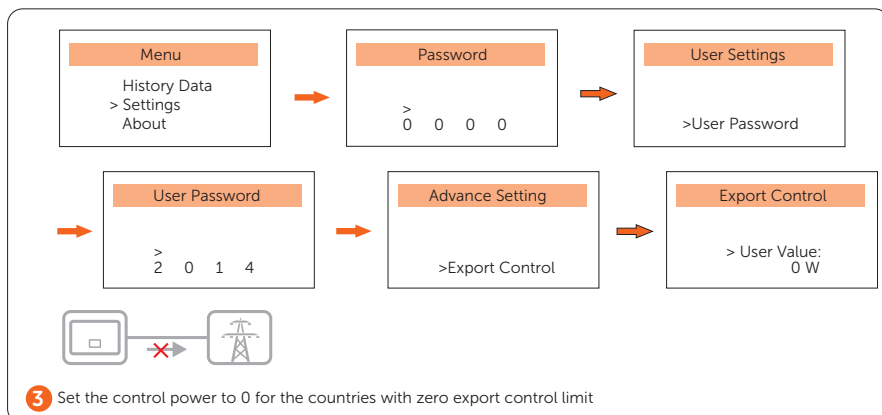 Menu
History Data
> Settings
About
Password
>
0 0 0 0
User Settings
>User Password
User Password
>
2 0 1 4
Advance Setting
>Export Control
Export Control
> User Value:
0 W
3 Set the control power to 0 for the countries with zero export control limit